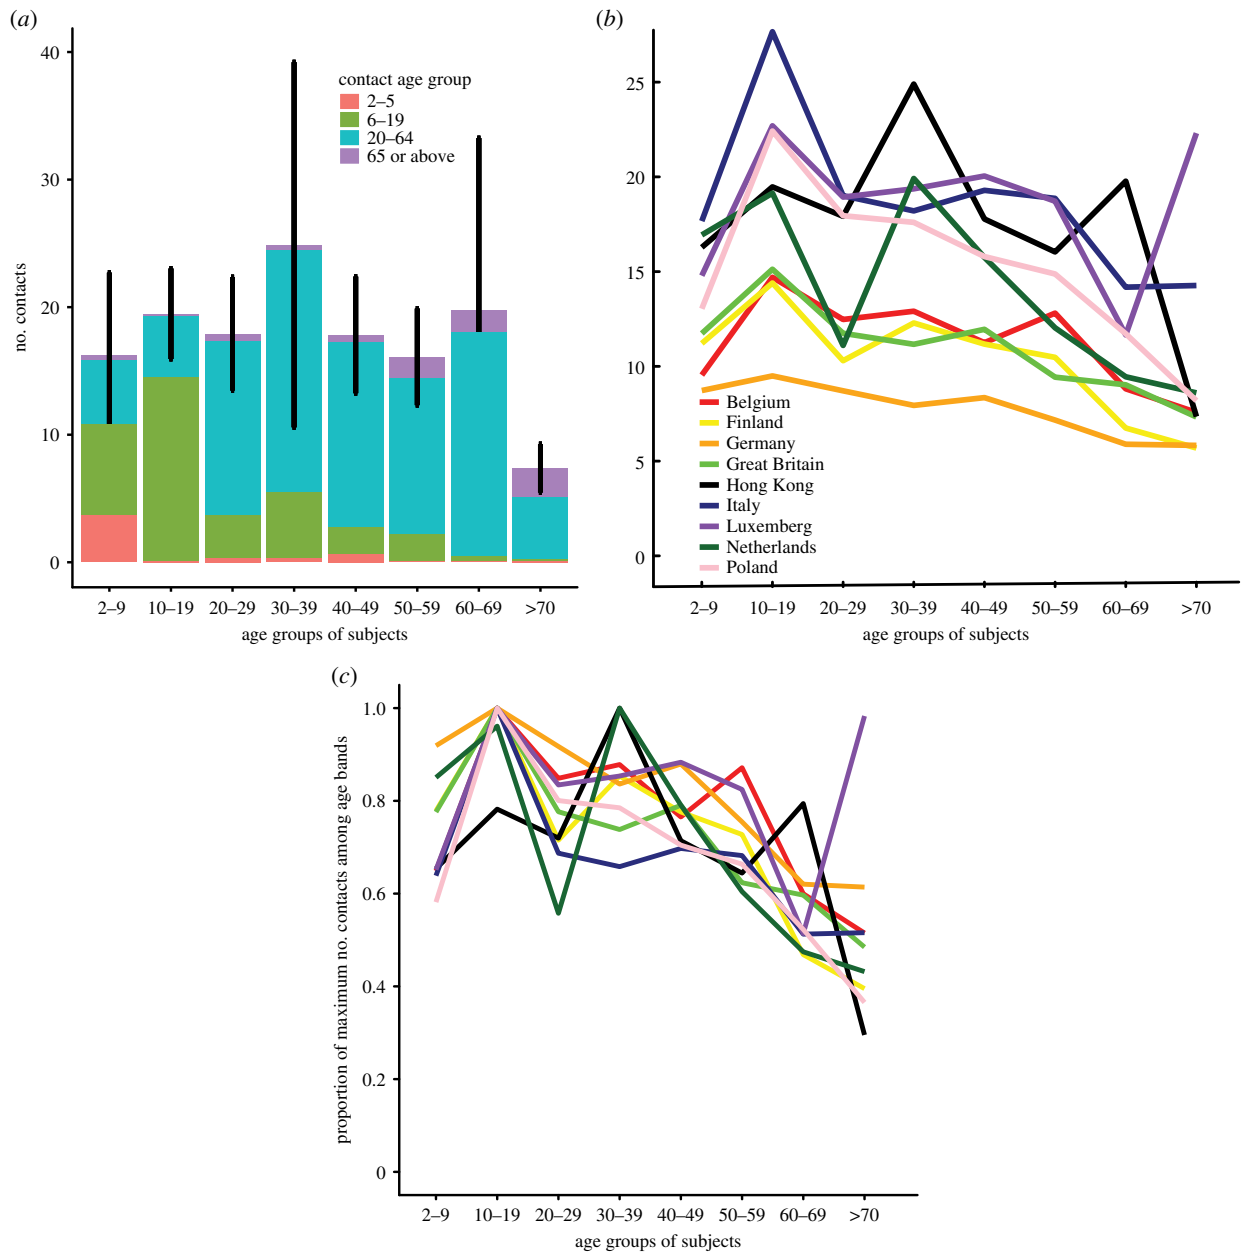 (a)
40
30
20
10
0
no. contacts
contact age group
2–5
6–19
20–64
65 or above
2–9 10–19 20–29 30–39 40–49 50–59 60–69 >70
age groups of subjects
(b)
25
20
15
10
5
0
Belgium
Finland
Germany
Great Britain
Hong Kong
Italy
Luxemberg
Netherlands
Poland
2–9 10–19 20–29 30–39 40–49 50–59 60–69 >70
age groups of subjects
(c)
1.0
0.8
0.6
0.4
0.2
0
proportion of maximum no. contacts among age bands
2–9 10–19 20–29 30–39 40–49 50–59 60–69 >70
age groups of subjects